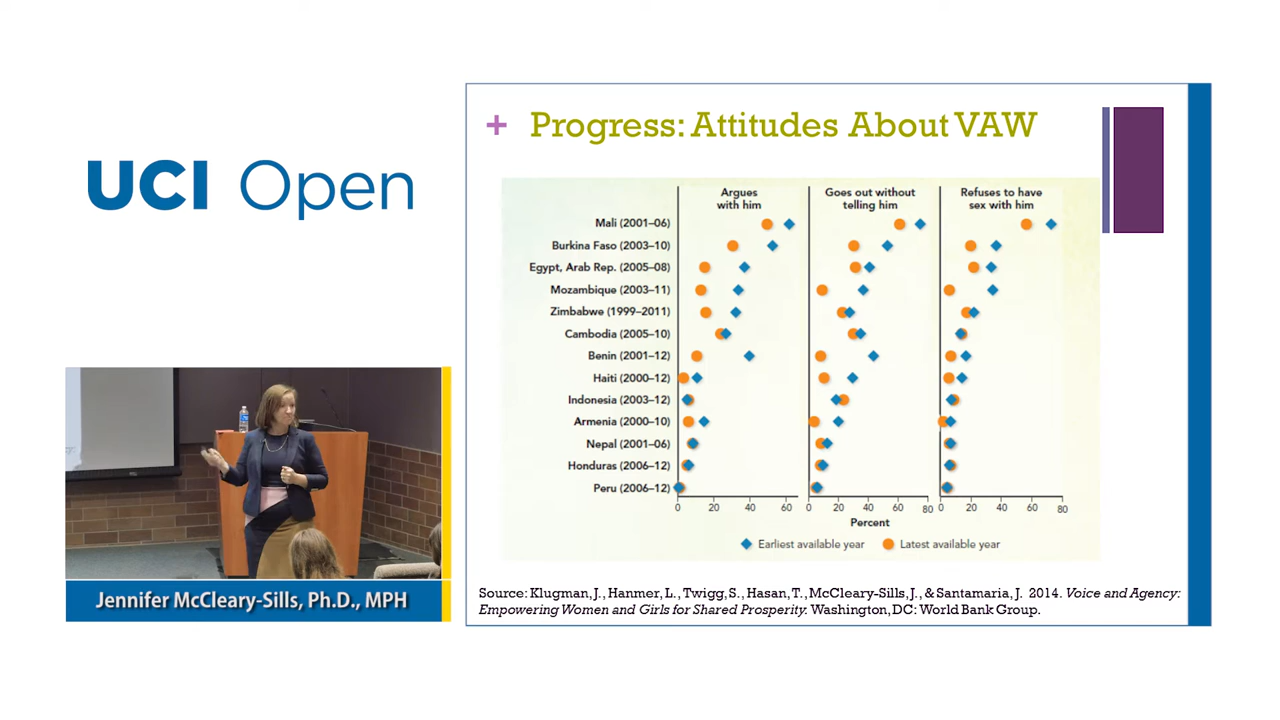 UCI Open
+ Progress: Attitudes About VAW
Argues
with him
Goes out without
telling him
Refuses to have
sex with him
Mali (2001–06)
Burkina Faso (2003–10)
Egypt, Arab Rep. (2005–08)
Mozambique (2003–11)
Zimbabwe (1999–2011)
Cambodia (2005–10)
Benin (2001–12)
Haiti (2000–12)
Indonesia (2003–12)
Armenia (2000–10)
Nepal (2001–06)
Honduras (2006–12)
Peru (2006–12)
0 20 40 60 0 20 40 60 80 0 20 40 60 80
Percent
Earliest available year Latest available year
Source: Klugman, J., Hanmer, L., Twigg, S., Hasan, T., McCleary-Sills, J., & Santamaria, J. 2014. Voice and Agency:
Empowering Women and Girls for Shared Prosperity. Washington, DC: World Bank Group.
Jennifer McCleary-Sills, Ph.D., MPH